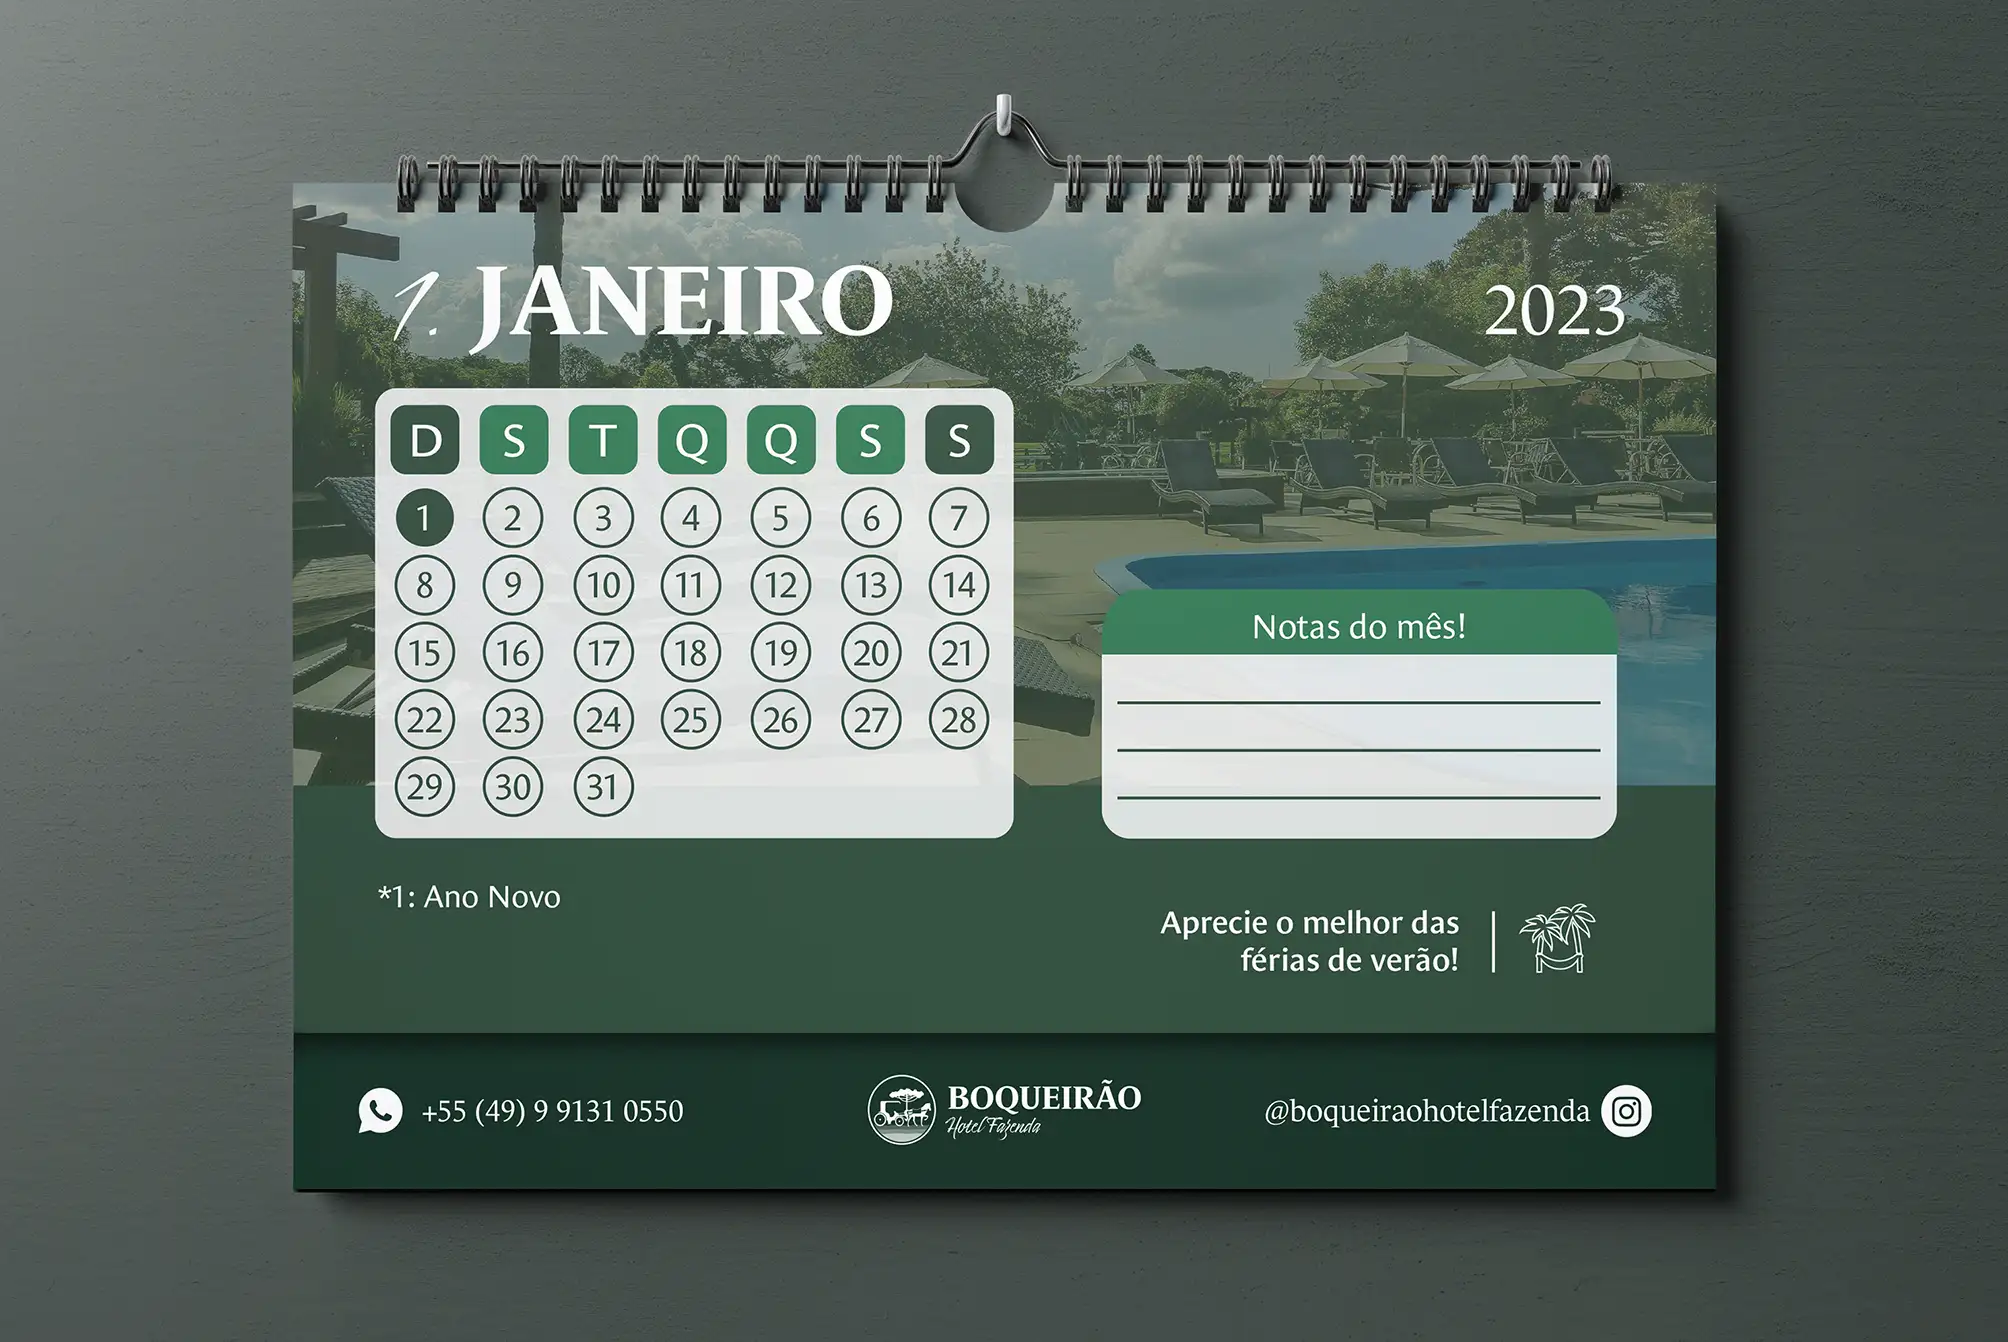 1. JANEIRO
2023
D S T Q Q S S
1 2 3 4 5 6 7
8 9 10 11 12 13 14
15 16 17 18 19 20 21
22 23 24 25 26 27 28
29 30 31
Notas do mês!
*1: Ano Novo
Aprecie o melhor das
férias de verão!
+55 (49) 9 9131 0550
BOQUEIRÃO
Hotel Fazenda
@boqueiraohotelfazenda